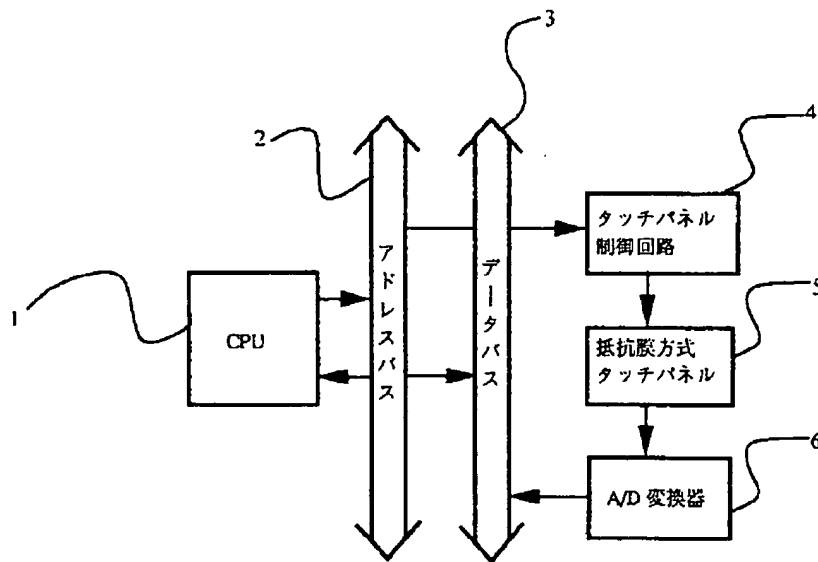 3
2
4
タッチパネル
制御回路
アドレスバス
データバス
1
CPU
5
抵抗膜方式
タッチパネル
6
A/D 変換器